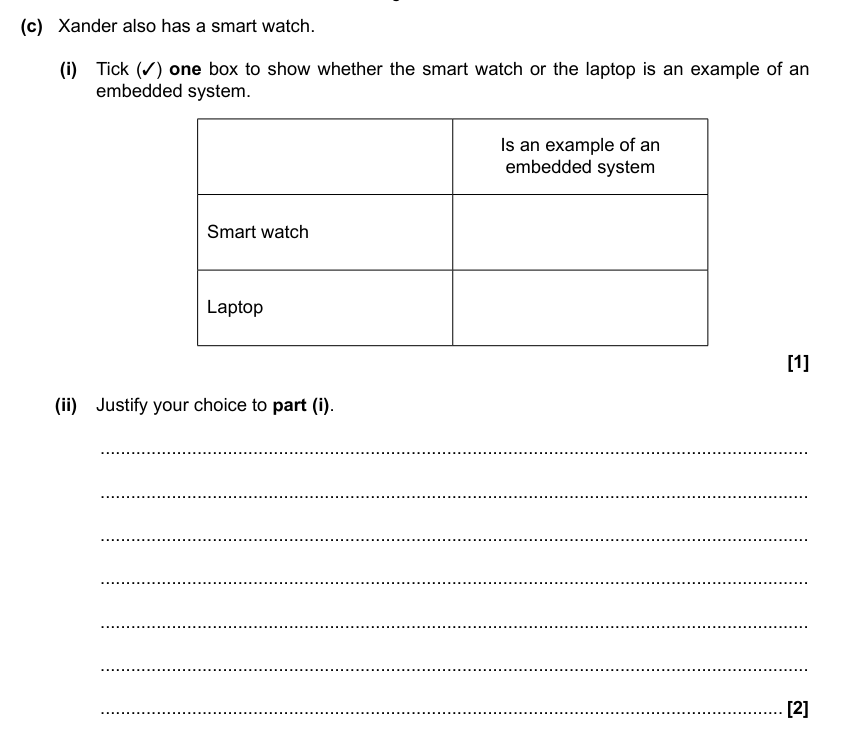 (c) Xander also has a smart watch.
(i) Tick (✓) one box to show whether the smart watch or the laptop is an example of an
embedded system.
Is an example of an
embedded system
Smart watch
Laptop
[1]
(ii) Justify your choice to part (i).
..........................................................................................................................................
..........................................................................................................................................
..........................................................................................................................................
..........................................................................................................................................
..........................................................................................................................................
..........................................................................................................................................
..................................................................................................................................... [2]